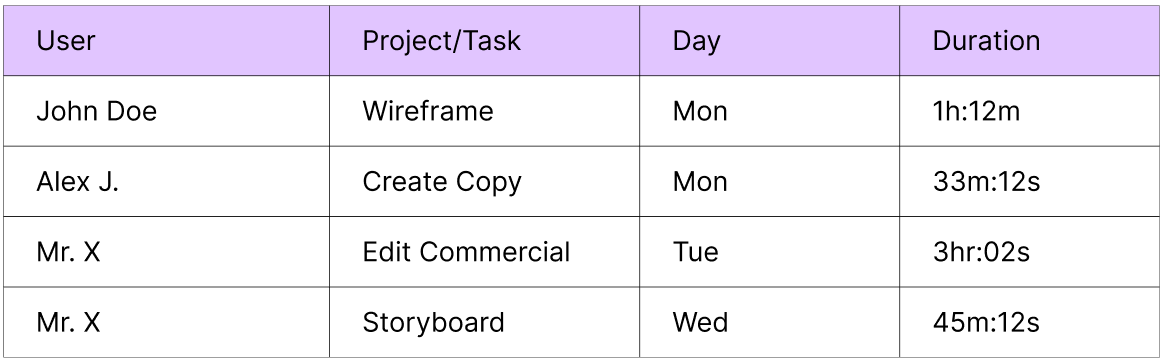 User Project/Task Day Duration
John Doe Wireframe Mon 1h:12m
Alex J. Create Copy Mon 33m:12s
Mr. X Edit Commercial Tue 3hr:02s
Mr. X Storyboard Wed 45m:12s